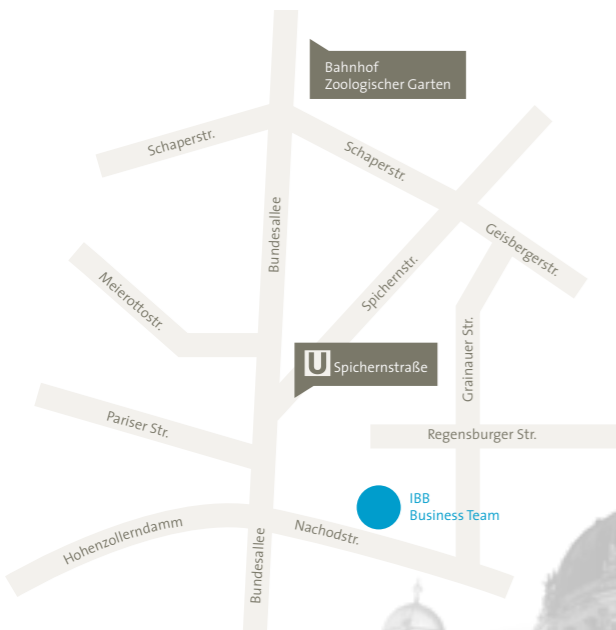 Bahnhof
Zoologischer Garten
Schaperstr.
Schaperstr.
Bundesallee
Geisbergerstr.
Spichernstr.
Meierottostr.
Grainauer Str.
U Spichernstraße
Pariser Str.
Regensburger Str.
IBB
Business Team
Hohenzollerndamm
Nachodstr.
Bundesallee